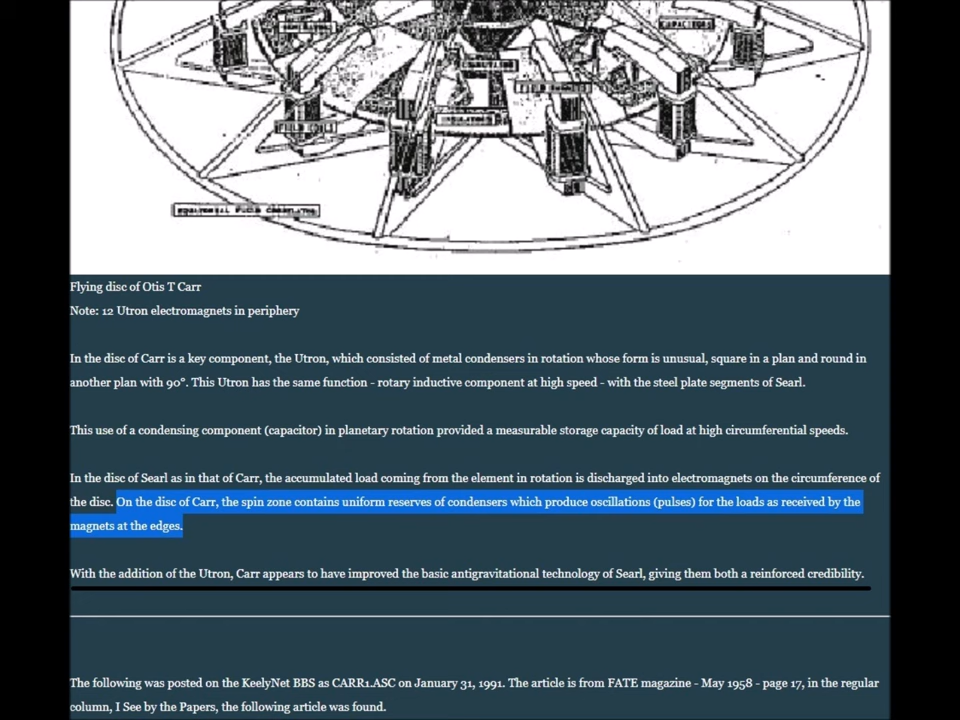 CAPACITORS
FIELD MAGNETS
INSULATORS
FIELD COILS
Flying disc of Otis T Carr
Note: 12 Utron electromagnets in periphery
In the disc of Carr is a key component, the Utron, which consisted of metal condensers in rotation whose form is unusual, square in a plan and round in
another plan with 90°. This Utron has the same function - rotary inductive component at high speed - with the steel plate segments of Searl.
This use of a condensing component (capacitor) in planetary rotation provided a measurable storage capacity of load at high circumferential speeds.
In the disc of Searl as in that of Carr, the accumulated load coming from the element in rotation is discharged into electromagnets on the circumference of
the disc. On the disc of Carr, the spin zone contains uniform reserves of condensers which produce oscillations (pulses) for the loads as received by the
magnets at the edges.
With the addition of the Utron, Carr appears to have improved the basic antigravitational technology of Searl, giving them both a reinforced credibility.
The following was posted on the KeelyNet BBS as CARR1.ASC on January 31, 1991. The article is from FATE magazine - May 1958 - page 17, in the regular
column, I See by the Papers, the following article was found.